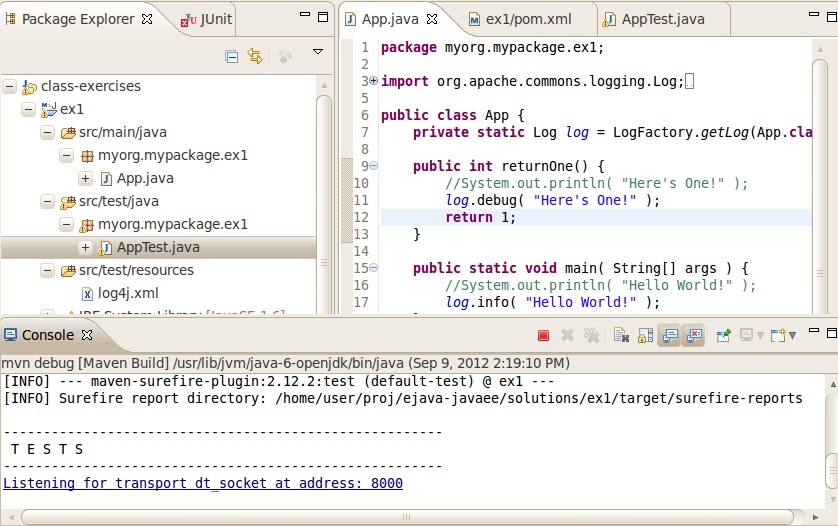 Package Explorer
JUnit
class-exercises
ex1
src/main/java
myorg.mypackage.ex1
App.java
src/test/java
myorg.mypackage.ex1
AppTest.java
src/test/resources
log4j.xml
JRE System Library [JavaSE-1.6]
App.java
ex1/pom.xml
AppTest.java
1 package myorg.mypackage.ex1;
2
3 import org.apache.commons.logging.Log;
5
6 public class App {
7 private static Log log = LogFactory.getLog(App.cla
8
9 public int returnOne() {
10 //System.out.println( "Here's One!" );
11 log.debug( "Here's One!" );
12 return 1;
13 }
14
15 public static void main( String[] args ) {
16 //System.out.println( "Hello World!" );
17 log.info( "Hello World!" );
Console
mvn debug [Maven Build] /usr/lib/jvm/java-6-openjdk/bin/java (Sep 9, 2012 2:19:10 PM)
[INFO] --- maven-surefire-plugin:2.12.2:test (default-test) @ ex1 ---
[INFO] Surefire report directory: /home/user/proj/ejava-javaee/solutions/ex1/target/surefire-reports
-------------------------------------------------------
T E S T S
-------------------------------------------------------
Listening for transport dt_socket at address: 8000